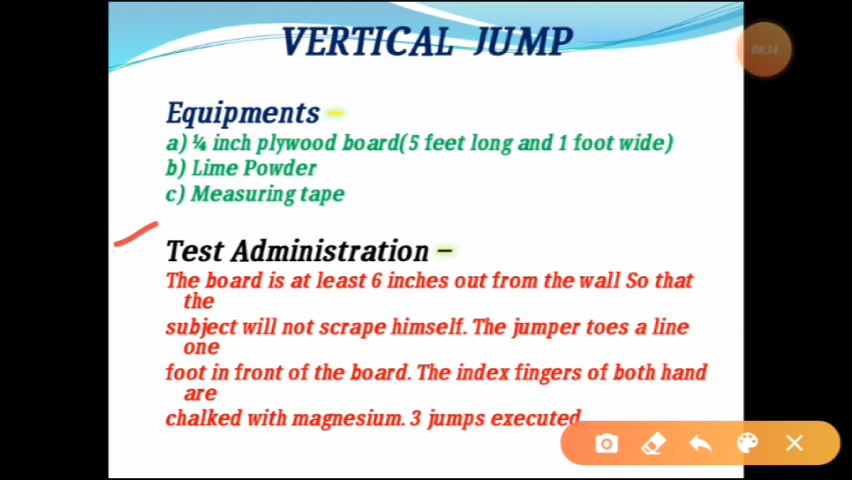 VERTICAL JUMP
08:34
Equipments –
a) ¼ inch plywood board(5 feet long and 1 foot wide)
b) Lime Powder
c) Measuring tape
Test Administration –
The board is at least 6 inches out from the wall So that
the
subject will not scrape himself. The jumper toes a line
one
foot in front of the board. The index fingers of both hand
are
chalked with magnesium. 3 jumps executed.